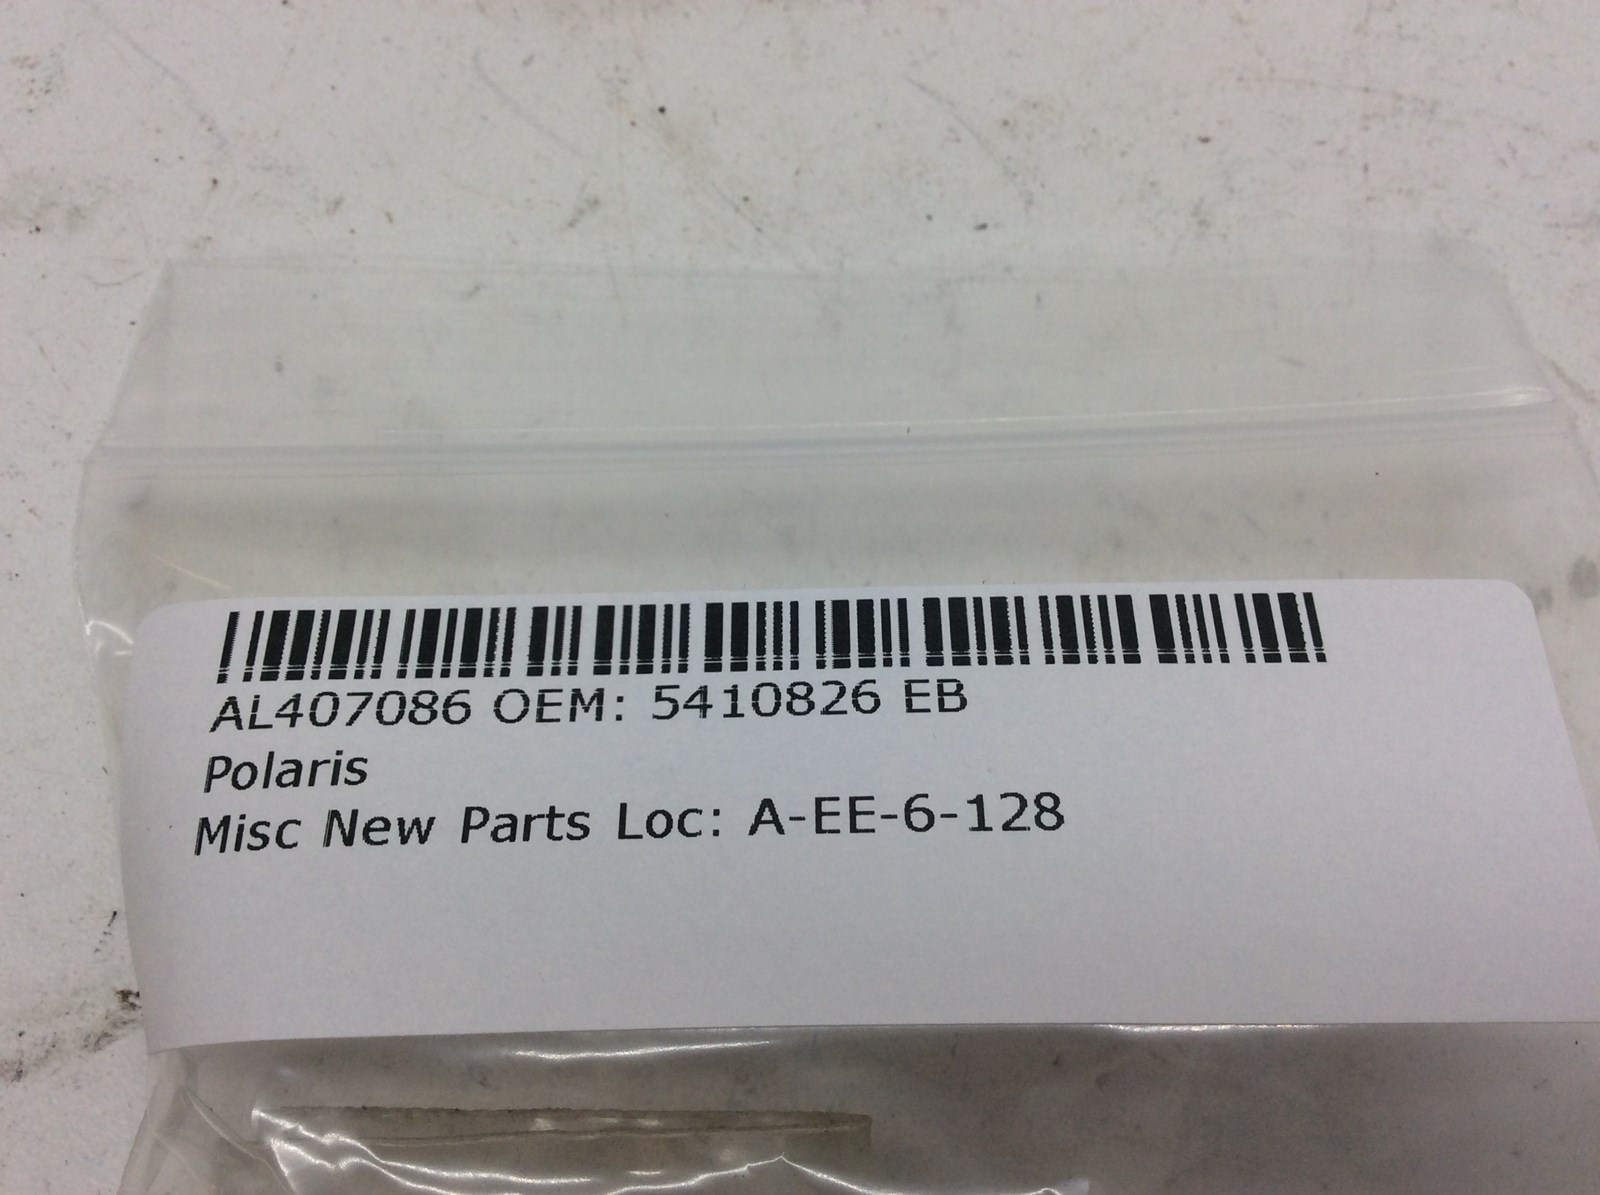 AL407086 OEM: 5410826 EB
Polaris
Misc New Parts Loc: A-EE-6-128